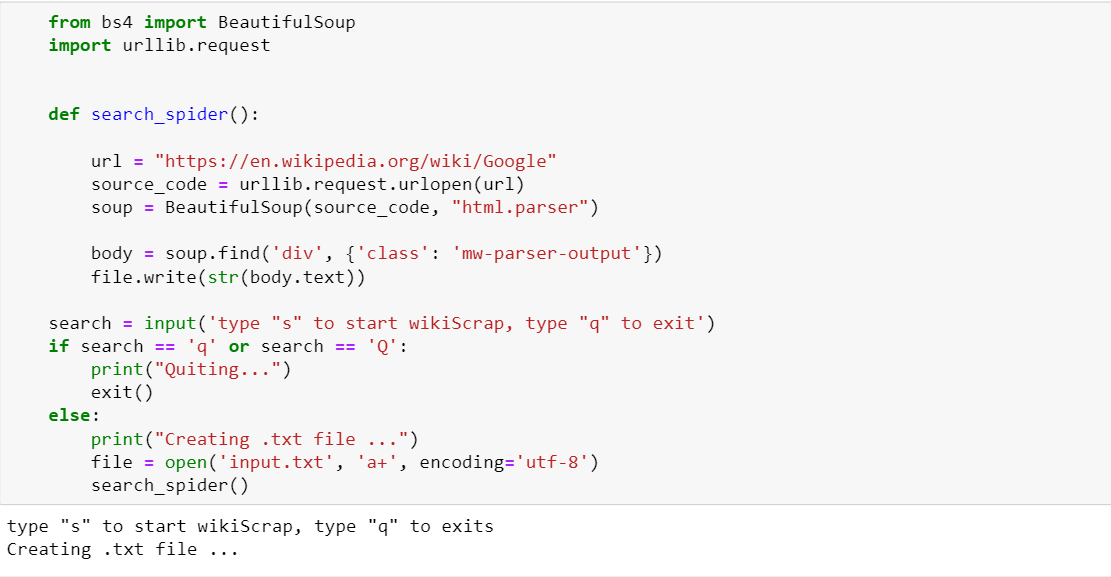 from bs4 import BeautifulSoup
import urllib.request
def search_spider():
url = "https://en.wikipedia.org/wiki/Google"
source_code = urllib.request.urlopen(url)
soup = BeautifulSoup(source_code, "html.parser")
body = soup.find('div', {'class': 'mw-parser-output'})
file.write(str(body.text))
search = input('type "s" to start wikiScrap, type "q" to exit')
if search == 'q' or search == 'Q':
print("Quiting...")
exit()
else:
print("Creating .txt file ...")
file = open('input.txt', 'a+', encoding='utf-8')
search_spider()
type "s" to start wikiScrap, type "q" to exits
Creating .txt file ...